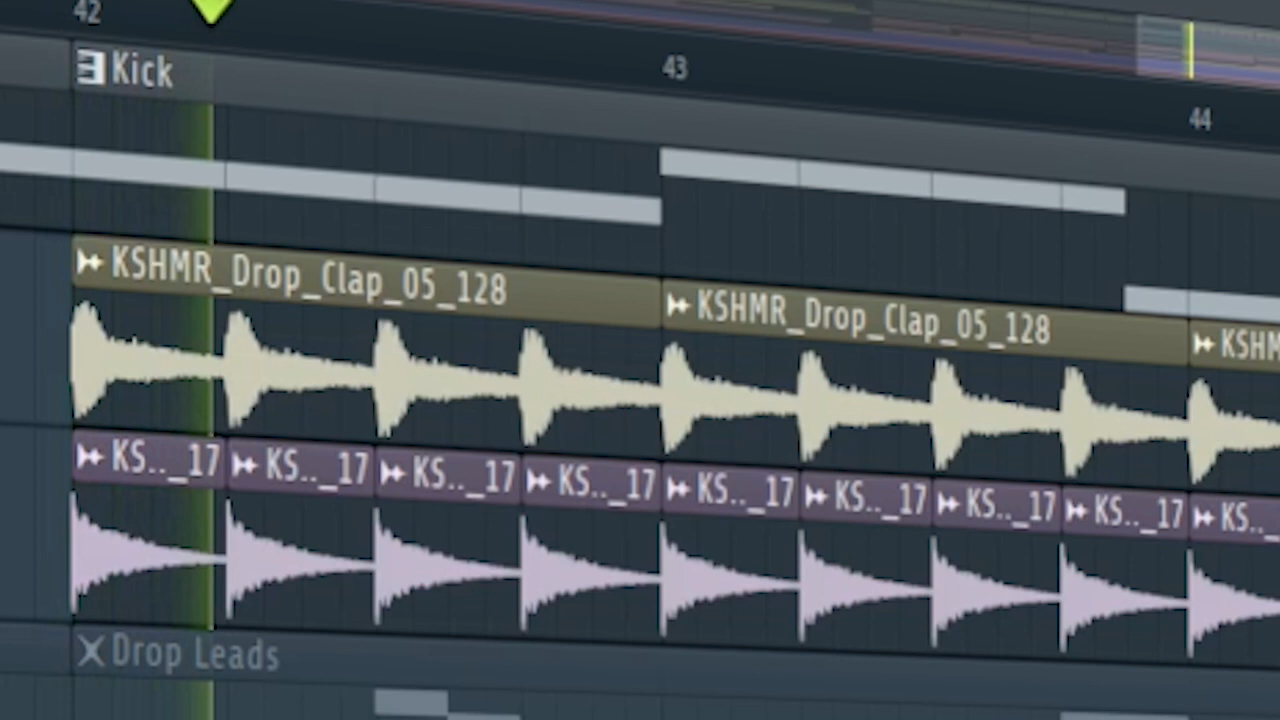 42
43
44
Kick
KSHMR_Drop_Clap_05_128
KSHMR_Drop_Clap_05_128
KSHM
KS.._17
KS.._17
KS.._17
KS.._17
KS.._17
KS.._17
KS.._17
KS.._17
KS.._
Drop Leads